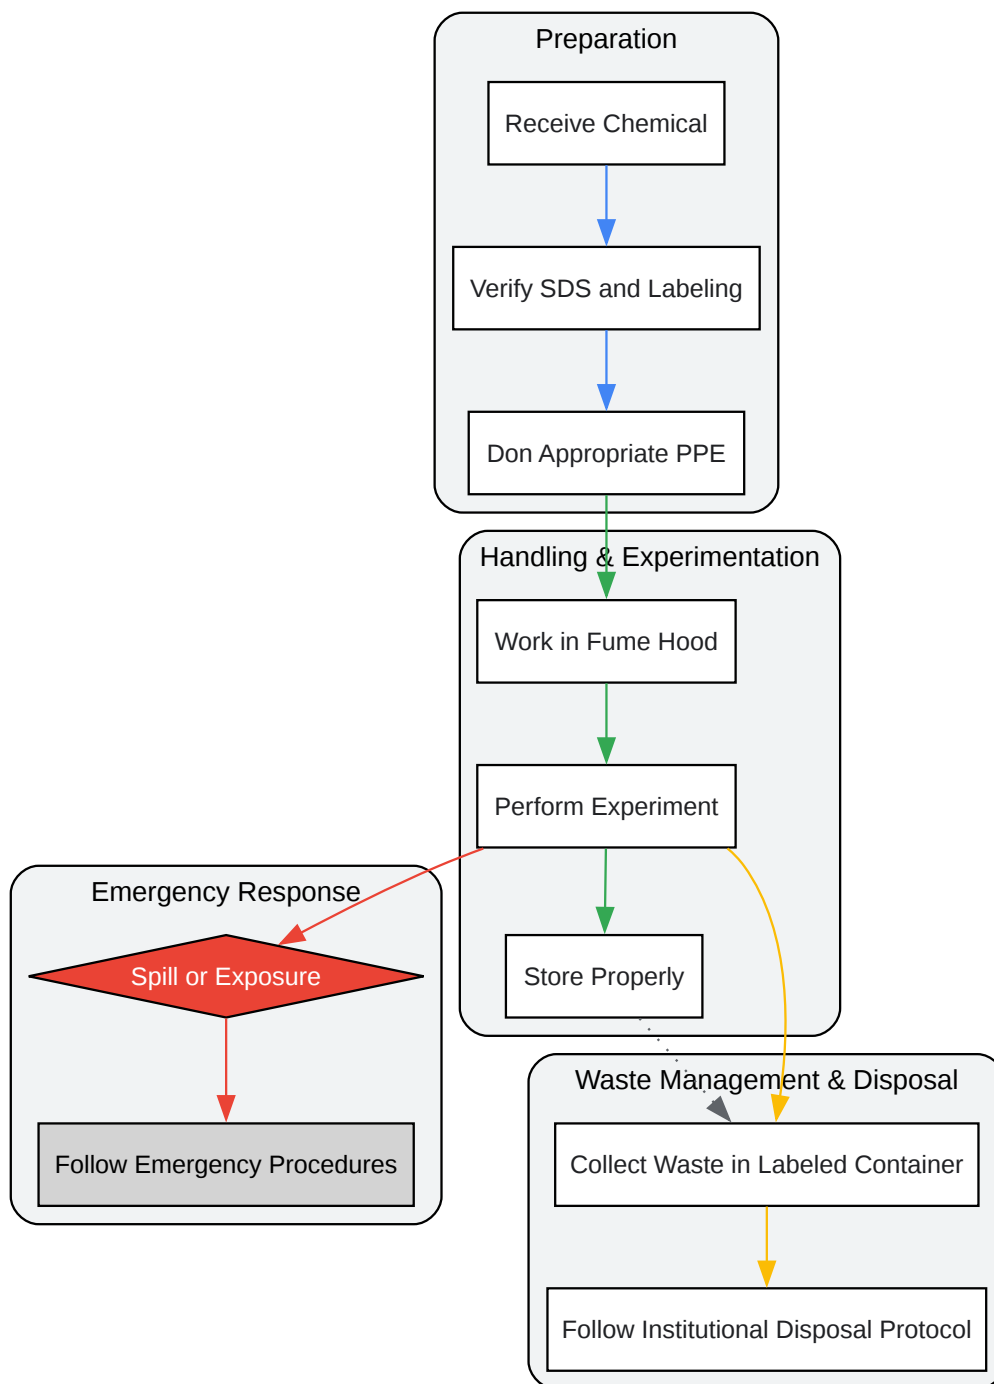 Preparation
Receive Chemical
Verify SDS and Labeling
Don Appropriate PPE
Handling & Experimentation
Work in Fume Hood
Perform Experiment
Store Properly
Emergency Response
Spill or Exposure
Follow Emergency Procedures
Waste Management & Disposal
Collect Waste in Labeled Container
Follow Institutional Disposal Protocol